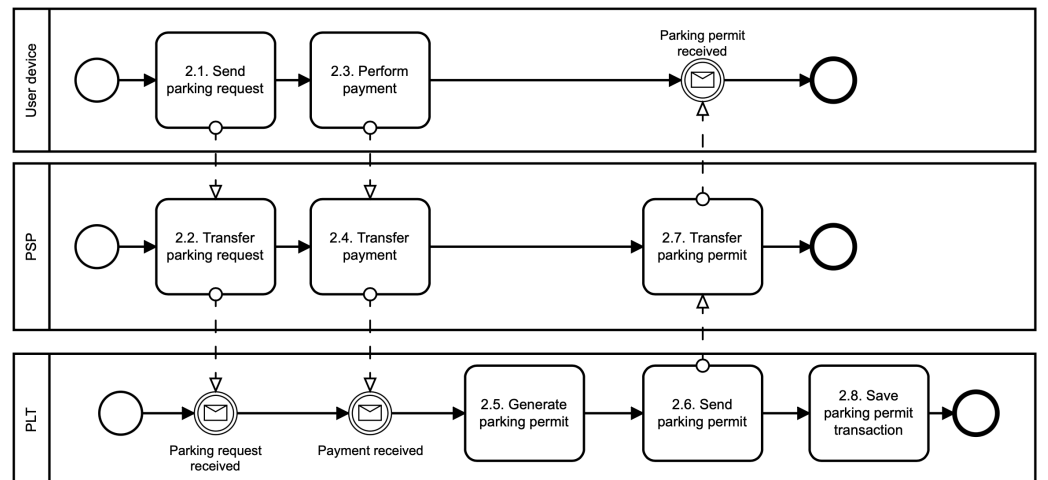 User device
2.1. Send
parking request
2.3. Perform
payment
Parking permit
received
PSP
2.2. Transfer
parking request
2.4. Transfer
payment
2.7. Transfer
parking permit
PLT
Parking request
received
Payment received
2.5. Generate
parking permit
2.6. Send
parking permit
2.8. Save
parking permit
transaction